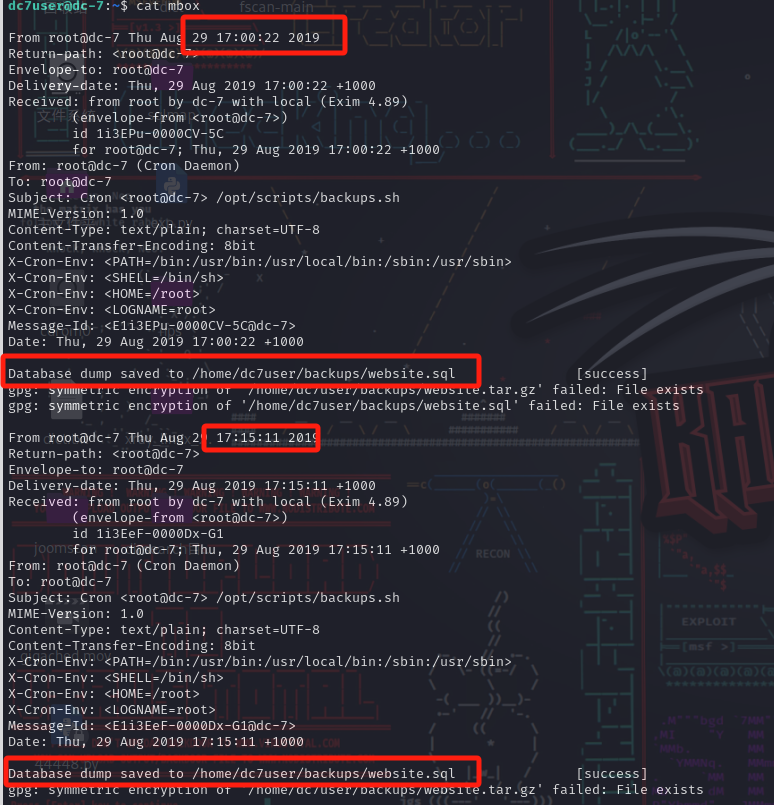 dc7user@dc-7:~$ cat mbox
fscan-main
From root@dc-7 Thu Aug 29 17:00:22 2019
Return-path: <root@dc-7>
Envelope-to: root@dc-7
Delivery-date: Thu, 29 Aug 2019 17:00:22 +1000
Received: from root by dc-7 with local (Exim 4.89)
(envelope-from <root@dc-7>)
id 1i3EPu-0000CV-5C
for root@dc-7; Thu, 29 Aug 2019 17:00:22 +1000
From: root@dc-7 (Cron Daemon)
To: root@dc-7
Subject: Cron <root@dc-7> /opt/scripts/backups.sh
MIME-Version: 1.0
Content-Type: text/plain; charset=UTF-8
Content-Transfer-Encoding: 8bit
X-Cron-Env: <PATH=/bin:/usr/bin:/usr/local/bin:/sbin:/usr/sbin>
X-Cron-Env: <SHELL=/bin/sh>
X-Cron-Env: <HOME=/root>
X-Cron-Env: <LOGNAME=root>
Message-Id: <E1i3EPu-0000CV-5C@dc-7>
Date: Thu, 29 Aug 2019 17:00:22 +1000
Database dump saved to /home/dc7user/backups/website.sql [success]
gpg: symmetric encryption of '/home/dc7user/backups/website.tar.gz' failed: File exists
gpg: symmetric encryption of '/home/dc7user/backups/website.sql' failed: File exists
From root@dc-7 Thu Aug 29 17:15:11 2019
Return-path: <root@dc-7>
Envelope-to: root@dc-7
Delivery-date: Thu, 29 Aug 2019 17:15:11 +1000
Received: from root by dc-7 with local (Exim 4.89)
(envelope-from <root@dc-7>)
id 1i3EeF-0000Dx-G1
for root@dc-7; Thu, 29 Aug 2019 17:15:11 +1000
RECON
From: root@dc-7 (Cron Daemon)
To: root@dc-7
Subject: Cron <root@dc-7> /opt/scripts/backups.sh
MIME-Version: 1.0
Content-Type: text/plain; charset=UTF-8
EXPLOIT
Content-Transfer-Encoding: 8bit
[msf >]
X-Cron-Env: <PATH=/bin:/usr/bin:/usr/local/bin:/sbin:/usr/sbin>
X-Cron-Env: <SHELL=/bin/sh>
X-Cron-Env: <HOME=/root>
X-Cron-Env: <LOGNAME=root>
Message-Id: <E1i3EeF-0000Dx-G1@dc-7>
Date: Thu, 29 Aug 2019 17:15:11 +1000
44448.py
Database dump saved to /home/dc7user/backups/website.sql [success]
gpg: symmetric encryption of '/home/dc7user/backups/website.tar.gz' failed: File exists